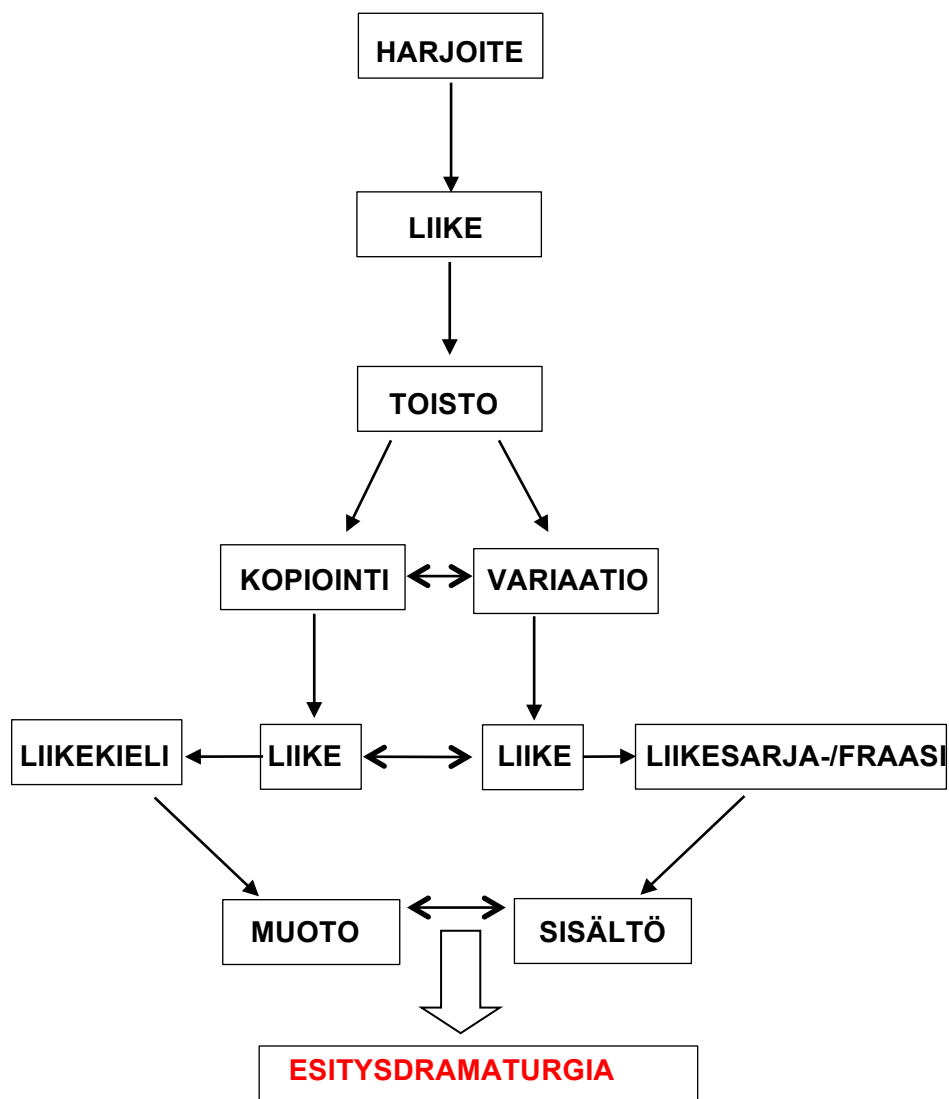 HARJOITE
LIIKE
TOISTO
KOPIOINTI
VARIAATIO
LIIKEKIELI
LIIKE
LIIKE
LIIKESARJA-/FRAASI
MUOTO
SISÄLTÖ
ESITYSDRAMATURGIA